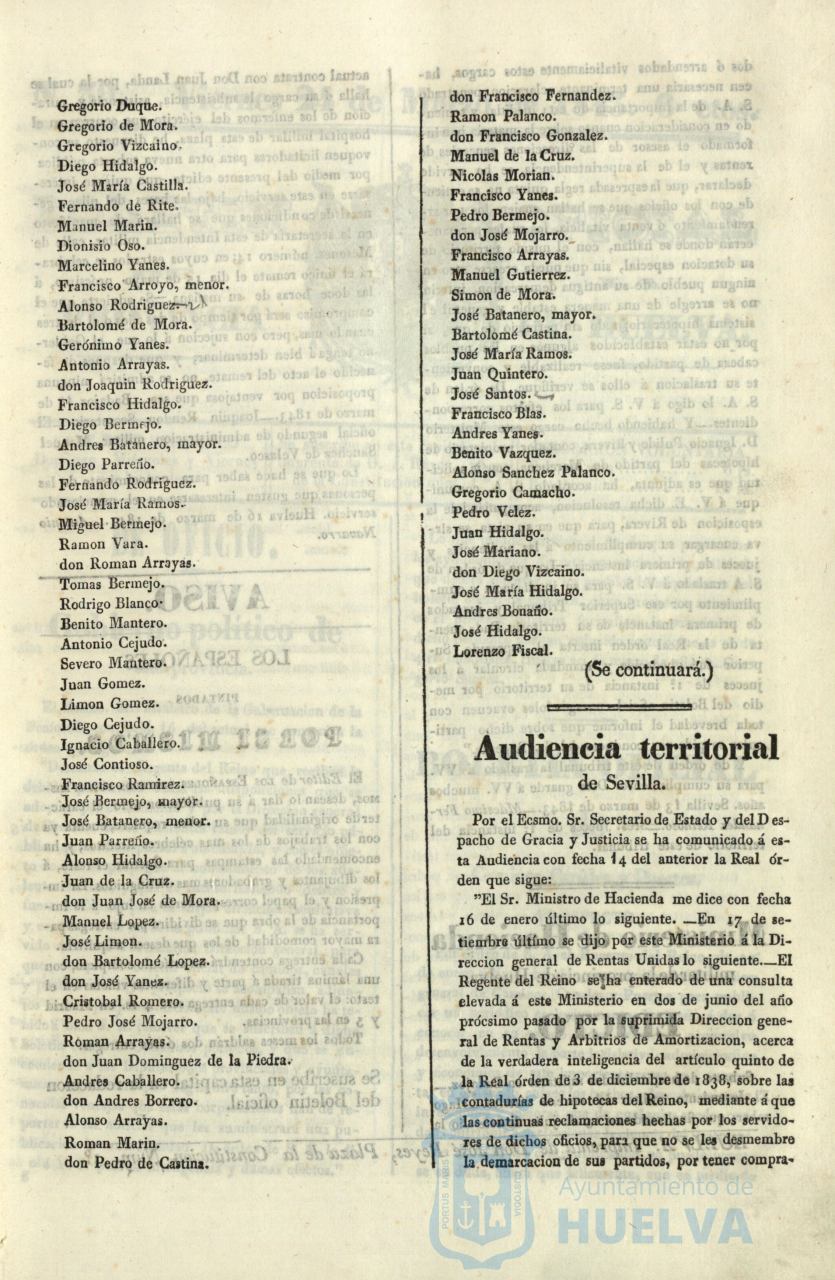 Gregorio Duque.
Gregorio de Mora.
Gregorio Vizcaino.
Diego Hidalgo.
José María Castilla.
Fernando de Rite.
Manuel Marin.
Dionisio Oso.
Marcelino Yanes.
Francisco Arroyo, menor.
Alonso Rodriguez.
Bartolomé de Mora.
Gerónimo Yanes.
Antonio Arrayas.
don Joaquin Rodriguez.
Francisco Hidalgo.
Diego Bermejo.
Andres Batanero, mayor.
Diego Parreño.
Fernando Rodriguez.
José María Ramos.
Miguel Bermejo.
Ramon Vara.
don Roman Arrayas.
Tomas Bermejo.
Rodrigo Blanco.
Benito Mantero.
Antonio Cejudo.
Severo Mantero.
Juan Gomez.
Limon Gomez.
Diego Cejudo.
Ignacio Caballero.
José Contioso.
Francisco Ramirez.
José Bermejo, mayor.
José Batanero, menor.
Juan Parreño.
Alonso Hidalgo.
Juan de la Cruz.
don Juan José de Mora.
Manuel Lopez.
José Limon.
don Bartolomé Lopez.
don José Yanez.
Cristobal Romero.
Pedro José Mojarro.
Roman Arrayas.
don Juan Dominguez de la Piedra.
Andrés Caballero.
don Andres Borrero.
Alonso Arrayas.
Roman Marin.
don Pedro de Castina.
don Francisco Fernandez.
Ramon Palanco.
don Francisco Gonzalez.
Manuel de la Cruz.
Nicolas Morian.
Francisco Yanes.
Pedro Bermejo.
don José Mojarro.
Francisco Arrayas.
Manuel Gutierrez.
Simon de Mora.
José Batanero, mayor.
Bartolomé Castina.
José María Ramos.
Juan Quintero.
José Santos.
Francisco Blas.
Andres Yanes.
Benito Vazquez.
Alonso Sanchez Palanco.
Gregorio Camacho.
Pedro Velez.
Juan Hidalgo.
José Mariano.
don Diego Vizcaino.
José María Hidalgo.
Andres Bonaño.
José Hidalgo.
Lorenzo Fiscal.
(Se continuará.)
Audiencia territorial
de Sevilla.
Por el Ecsmo. Sr. Secretario de Estado y del Des-
pacho de Gracia y Justicia se ha comunicado á es-
ta Audiencia con fecha 14 del anterior la Real ór-
den que sigue:
"El Sr. Ministro de Hacienda me dice con fecha
16 de enero último lo siguiente. —En 17 de se-
tiembre último se dijo por este Ministerio á la Di-
reccion general de Rentas Unidas lo siguiente.—El
Regente del Reino se ha enterado de una consulta
elevada á este Ministerio en dos de junio del año
prócsimo pasado por la suprimida Direccion gene-
ral de Rentas y Arbitrios de Amortizacion, acerca
de la verdadera inteligencia del artículo quinto de
la Real órden de 3 de diciembre de 1838, sobre las
contadurías de hipotecas del Reino, mediante á que
las continuas reclamaciones hechas por los servido-
res de dichos oficios, para que no se les desmembre
la demarcacion de sus partidos, por tener compra-
Ayuntamiento de
HUELVA